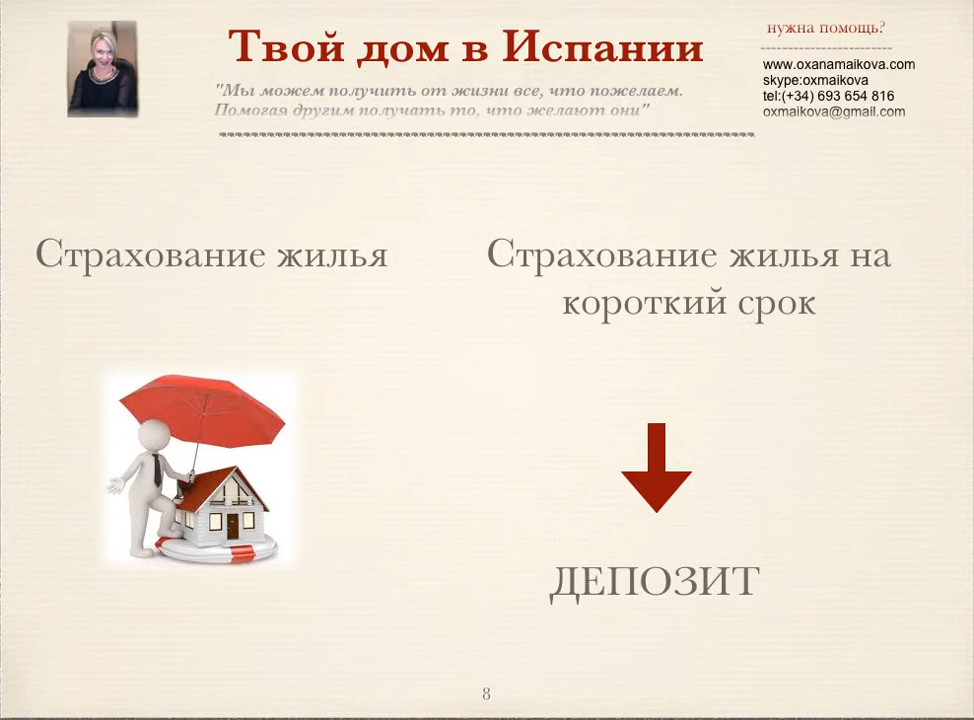 Твой дом в Испании
"Мы можем получить от жизни все, что пожелаем.
Помогая другим получать то, что желают они"
нужна помощь?
www.oxanamaikova.com
skype:oxmaikova
tel:(+34) 693 654 816
oxmaikova@gmail.com
Страхование жилья
Страхование жилья на
короткий срок
ДЕПОЗИТ
8